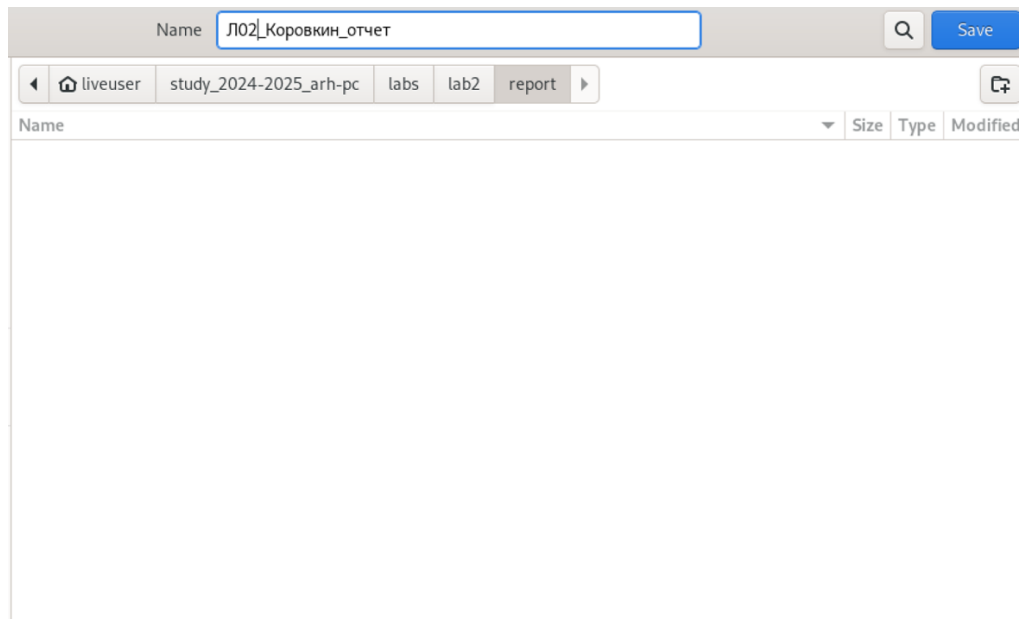 Name Л02_Коровкин_отчет Save
liveuser study_2024-2025_arh-pc labs lab2 report
Name Size Type Modified